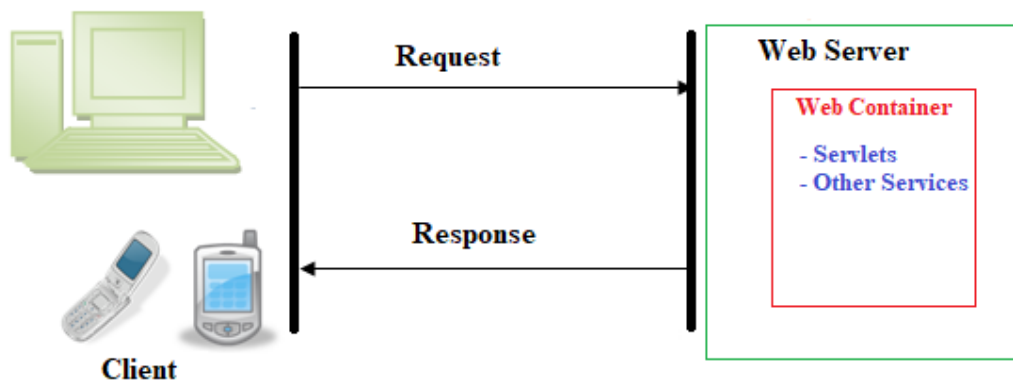 Request
Web Server
Web Container
- Servlets
- Other Services
Response
Client